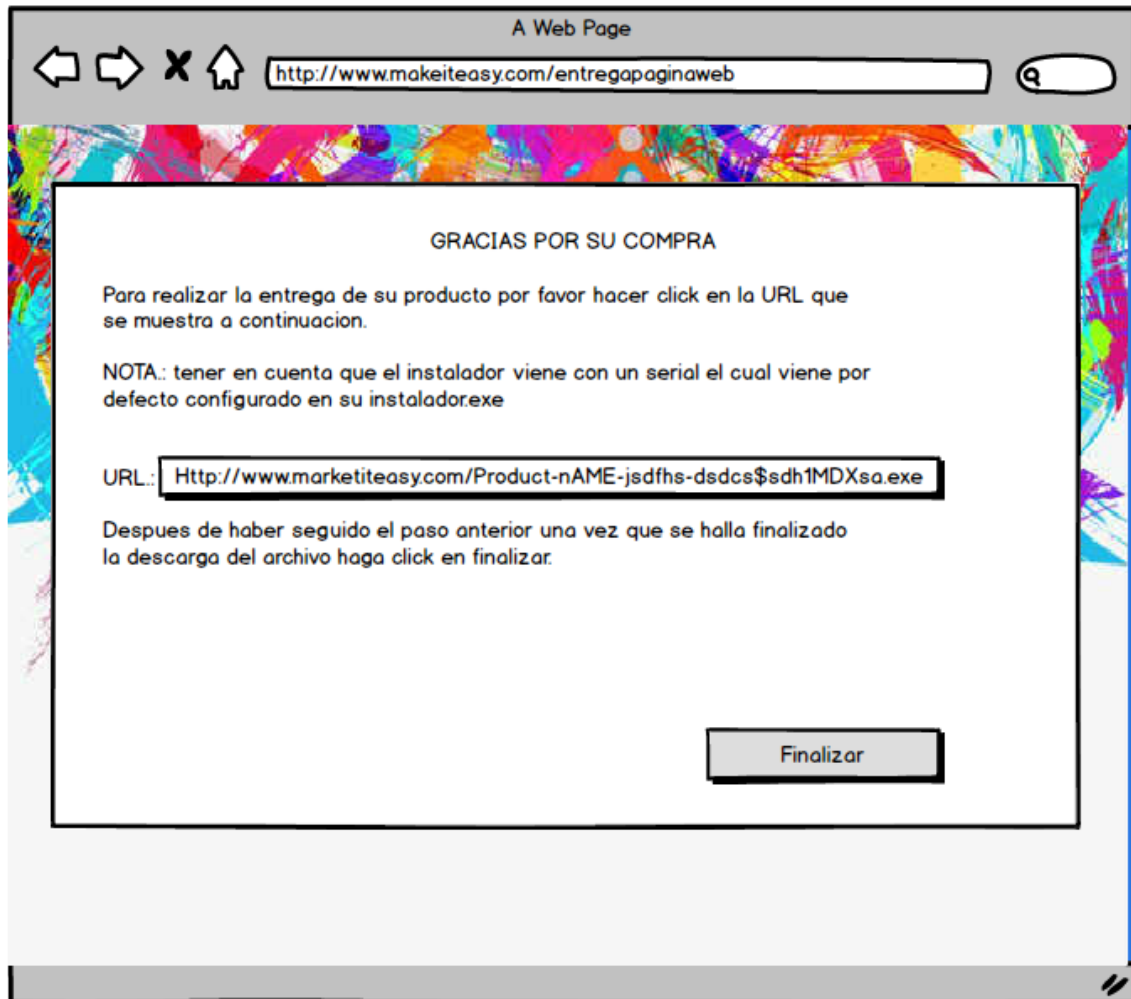 A Web Page
http://www.makeiteasy.com/entregapaginaweb
GRACIAS POR SU COMPRA
Para realizar la entrega de su producto por favor hacer click en la URL que
se muestra a continuacion.
NOTA.: tener en cuenta que el instalador viene con un serial el cual viene por
defecto configurado en su instalador.exe
URL.: Http://www.marketiteasy.com/Product-nAME-jsdfhs-dsdcs$sdh1MDXsa.exe
Despues de haber seguido el paso anterior una vez que se halla finalizado
la descarga del archivo haga click en finalizar.
Finalizar